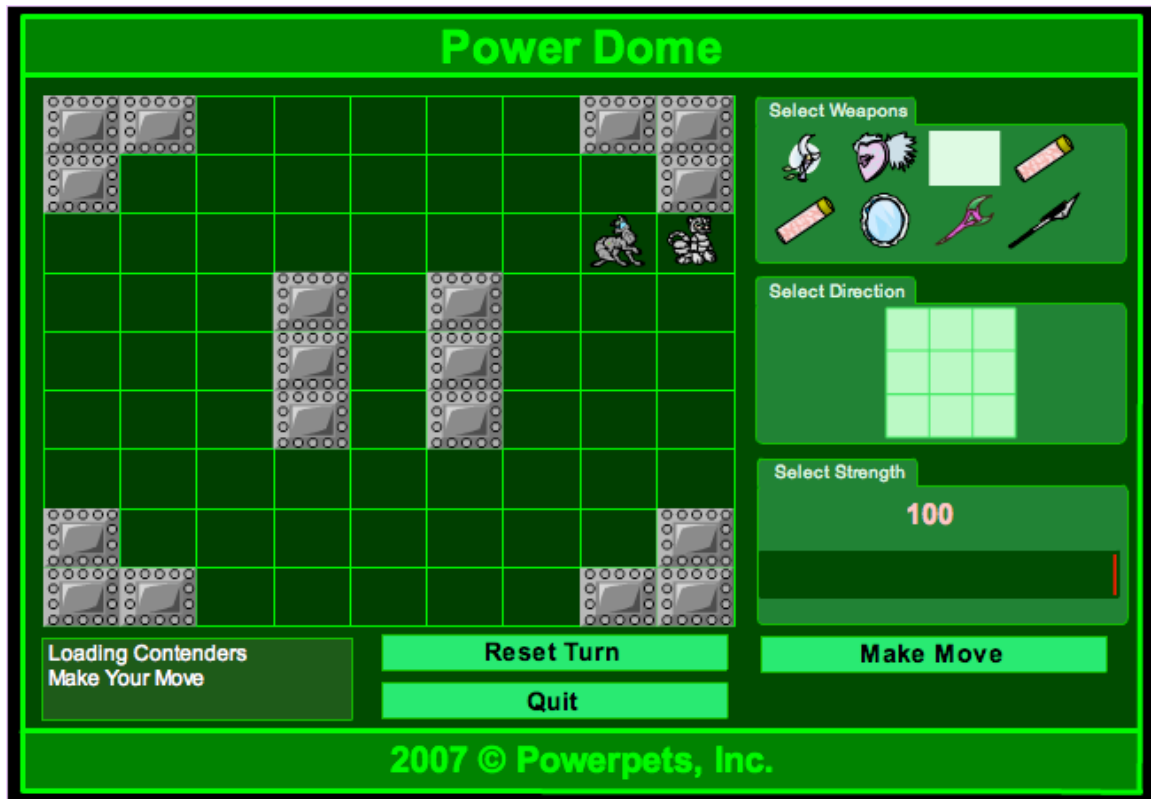 Power Dome
Select Weapons
Select Direction
Select Strength
100
Loading Contenders
Make Your Move
Reset Turn
Quit
Make Move
2007 © Powerpets, Inc.